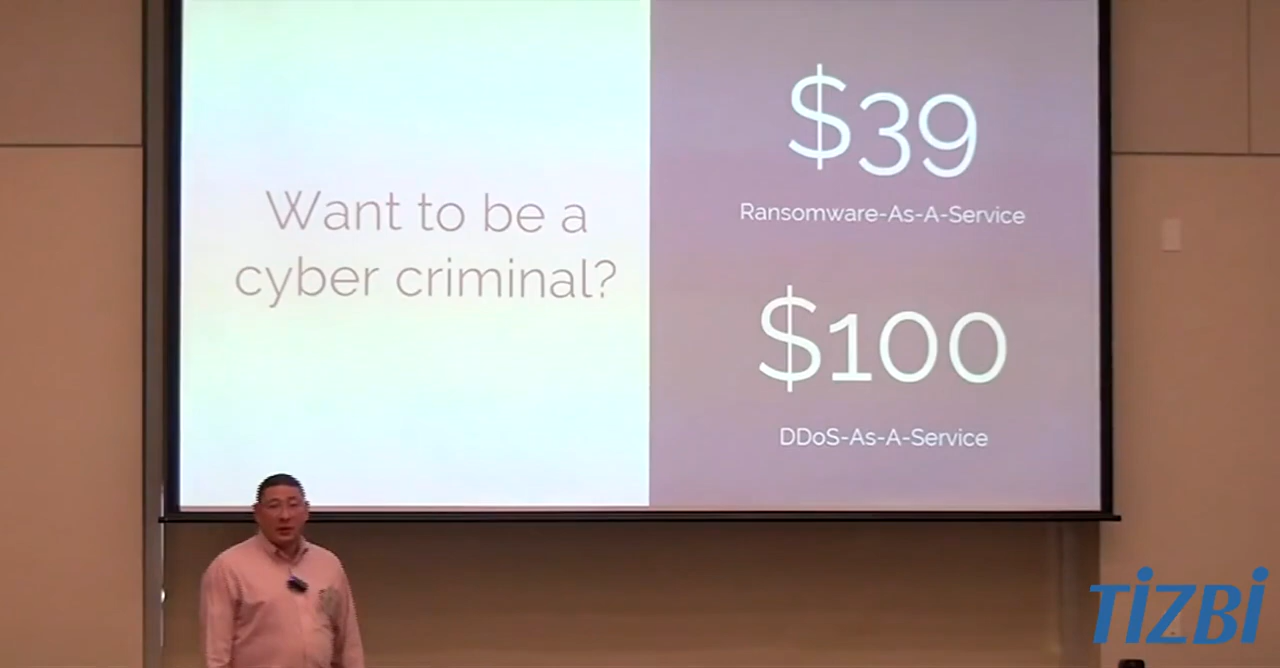 Want to be a
cyber criminal?
$39
Ransomware-As-A-Service
$100
DDoS-As-A-Service
TiZBi